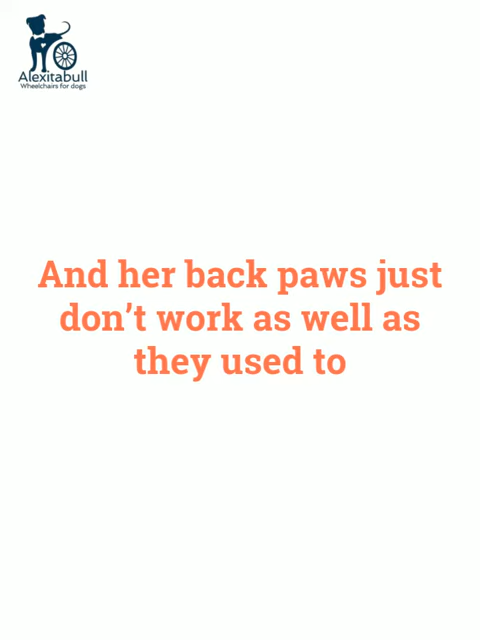 Alexitabull
Wheelchairs for dogs
And her back paws just
don’t work as well as
they used to